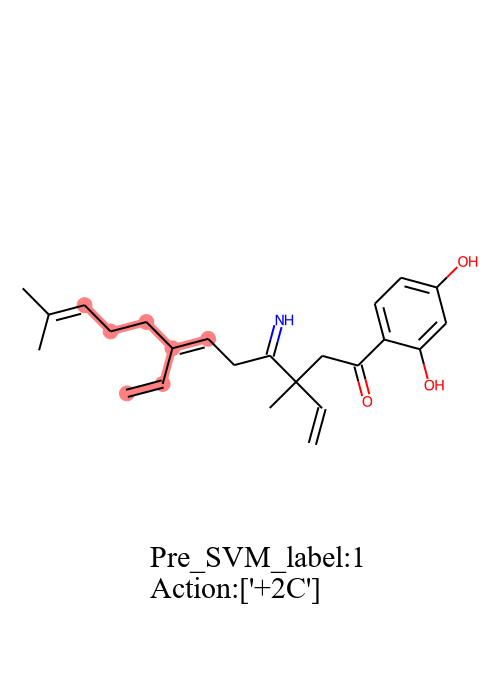 OH
NH
OH
O
Pre_SVM_label:1
Action:['+2C']